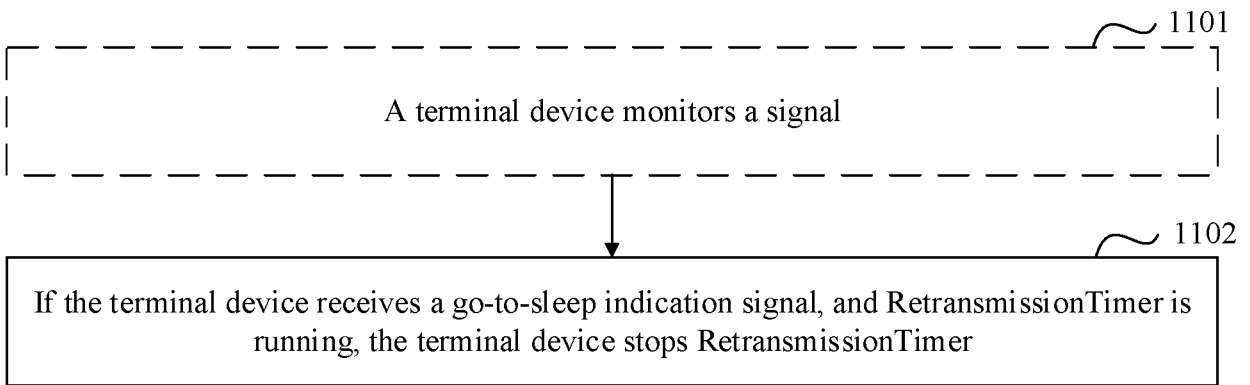 1101
A terminal device monitors a signal
1102
If the terminal device receives a go-to-sleep indication signal, and RetransmissionTimer is
running, the terminal device stops RetransmissionTimer